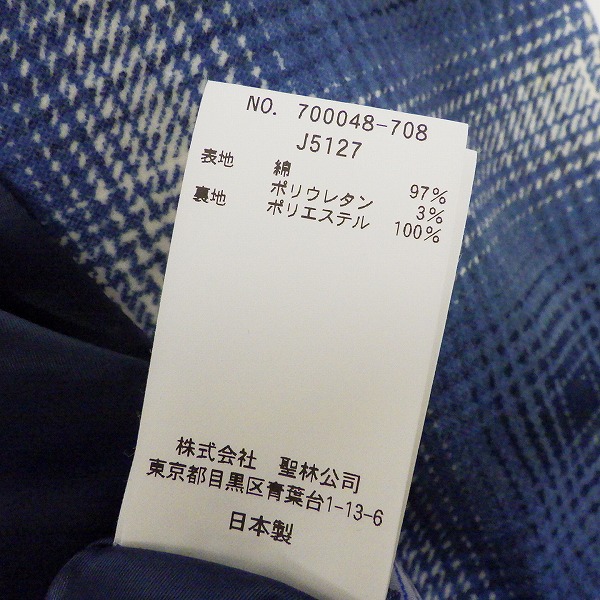 NO. 700048-708
J5127
表地 綿 97%
ポリウレタン 3%
裏地 ポリエステル 100%
株式会社 聖林公司
東京都目黒区青葉台1-13-6
日本製